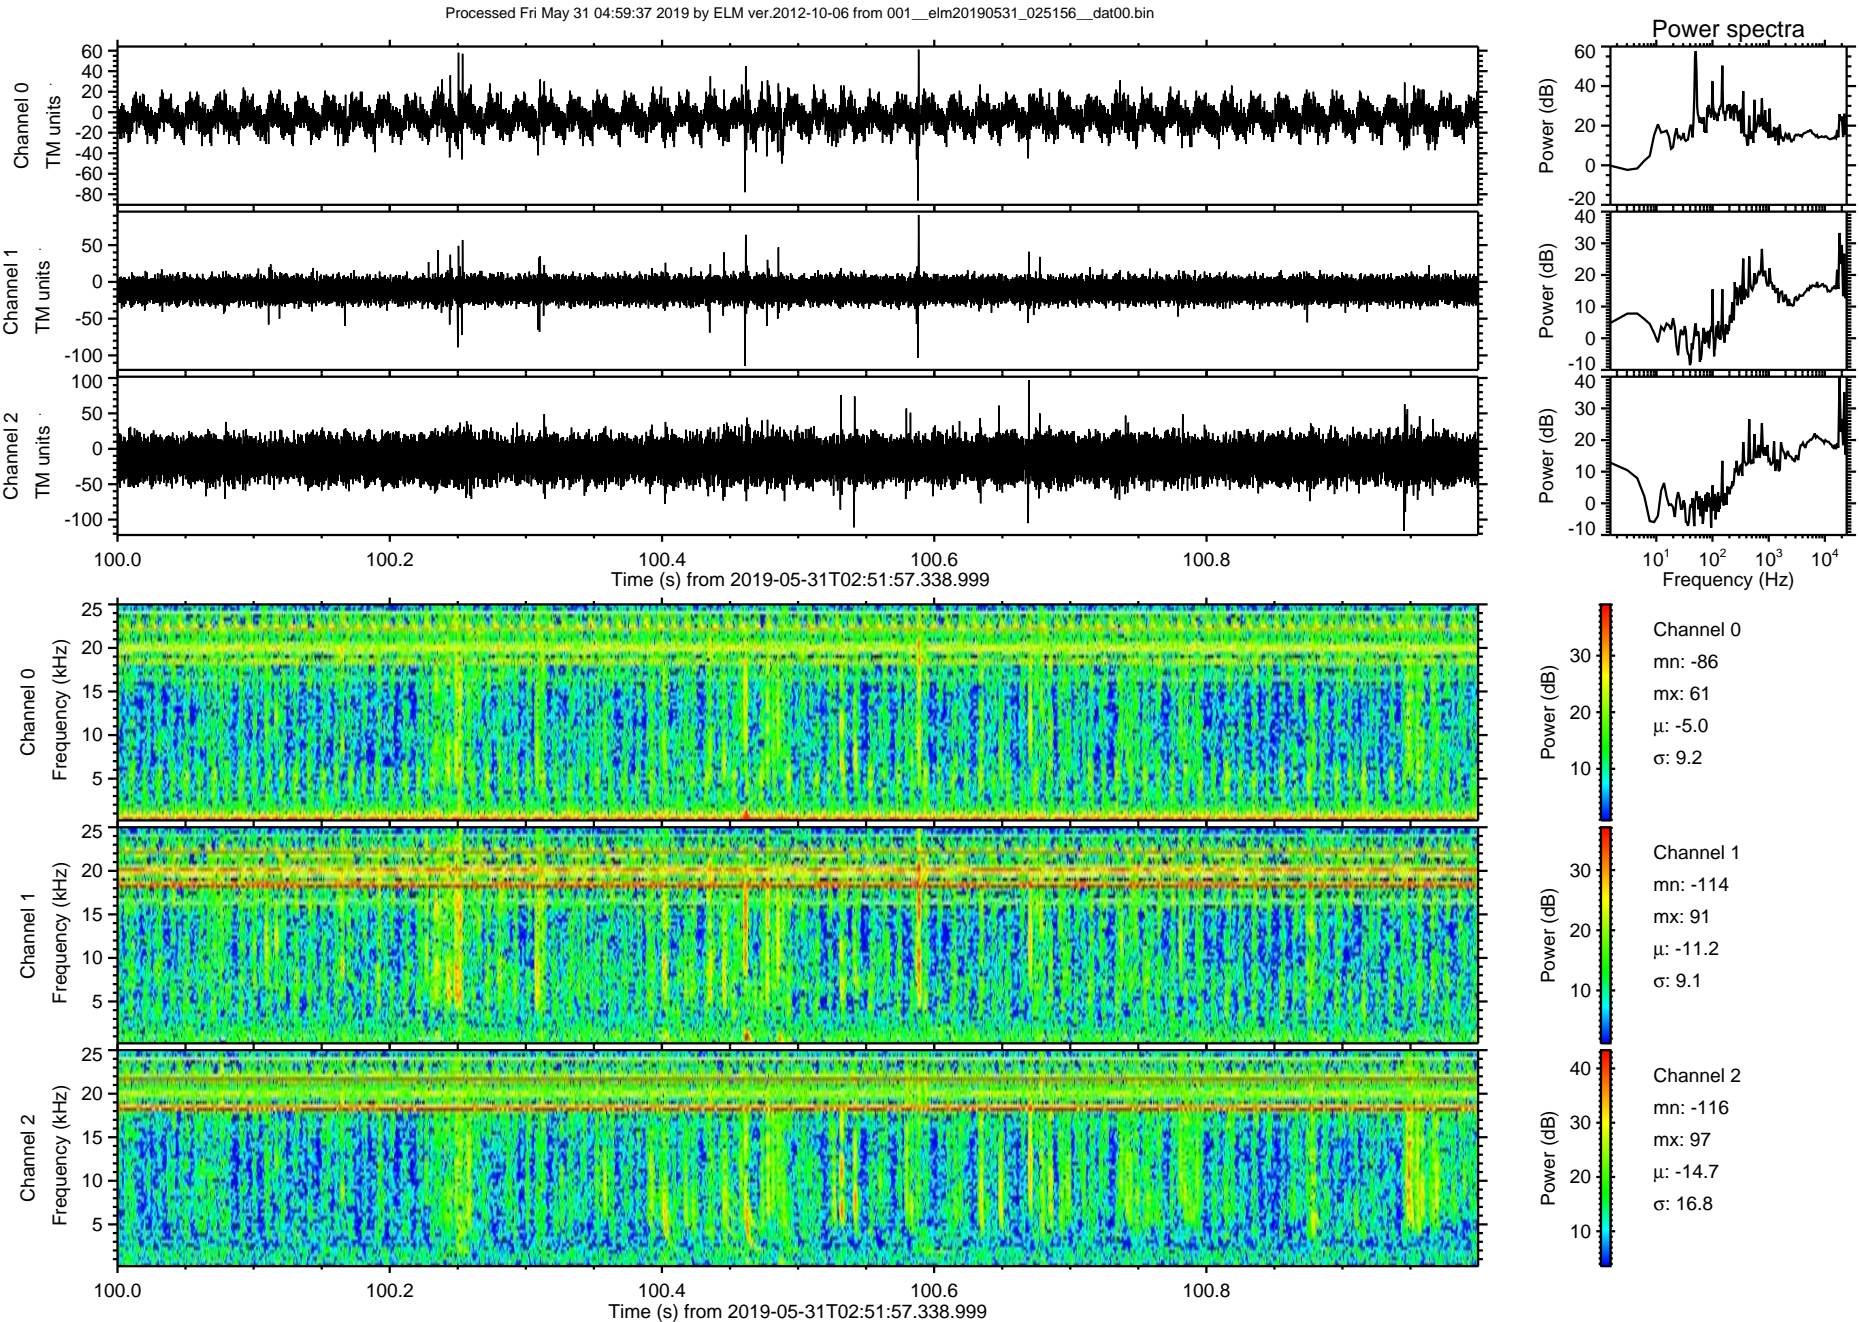 Processed Fri May 31 04:59:37 2019 by ELM ver.2012-10-06 from 001__elm20190531_025156__dat00.bin
Power spectra
Channel 0
TM units
60
40
20
0
-20
-40
-60
-80
Power (dB)
60
40
20
0
-20
Channel 1
TM units
50
0
-50
-100
Power (dB)
40
30
20
10
0
-10
Channel 2
TM units
100
50
0
-50
-100
Power (dB)
40
30
20
10
0
-10
100.0 100.2 100.4 100.6 100.8
Time (s) from 2019-05-31T02:51:57.338.999
10^1 10^2 10^3 10^4
Frequency (Hz)
Channel 0
Frequency (kHz)
25
20
15
10
5
Power (dB)
30
20
10
Channel 0
mn: -86
mx: 61
μ: -5.0
σ: 9.2
Channel 1
Frequency (kHz)
25
20
15
10
5
Power (dB)
30
20
10
Channel 1
mn: -114
mx: 91
μ: -11.2
σ: 9.1
Channel 2
Frequency (kHz)
25
20
15
10
5
Power (dB)
40
30
20
10
Channel 2
mn: -116
mx: 97
μ: -14.7
σ: 16.8
100.0 100.2 100.4 100.6 100.8
Time (s) from 2019-05-31T02:51:57.338.999